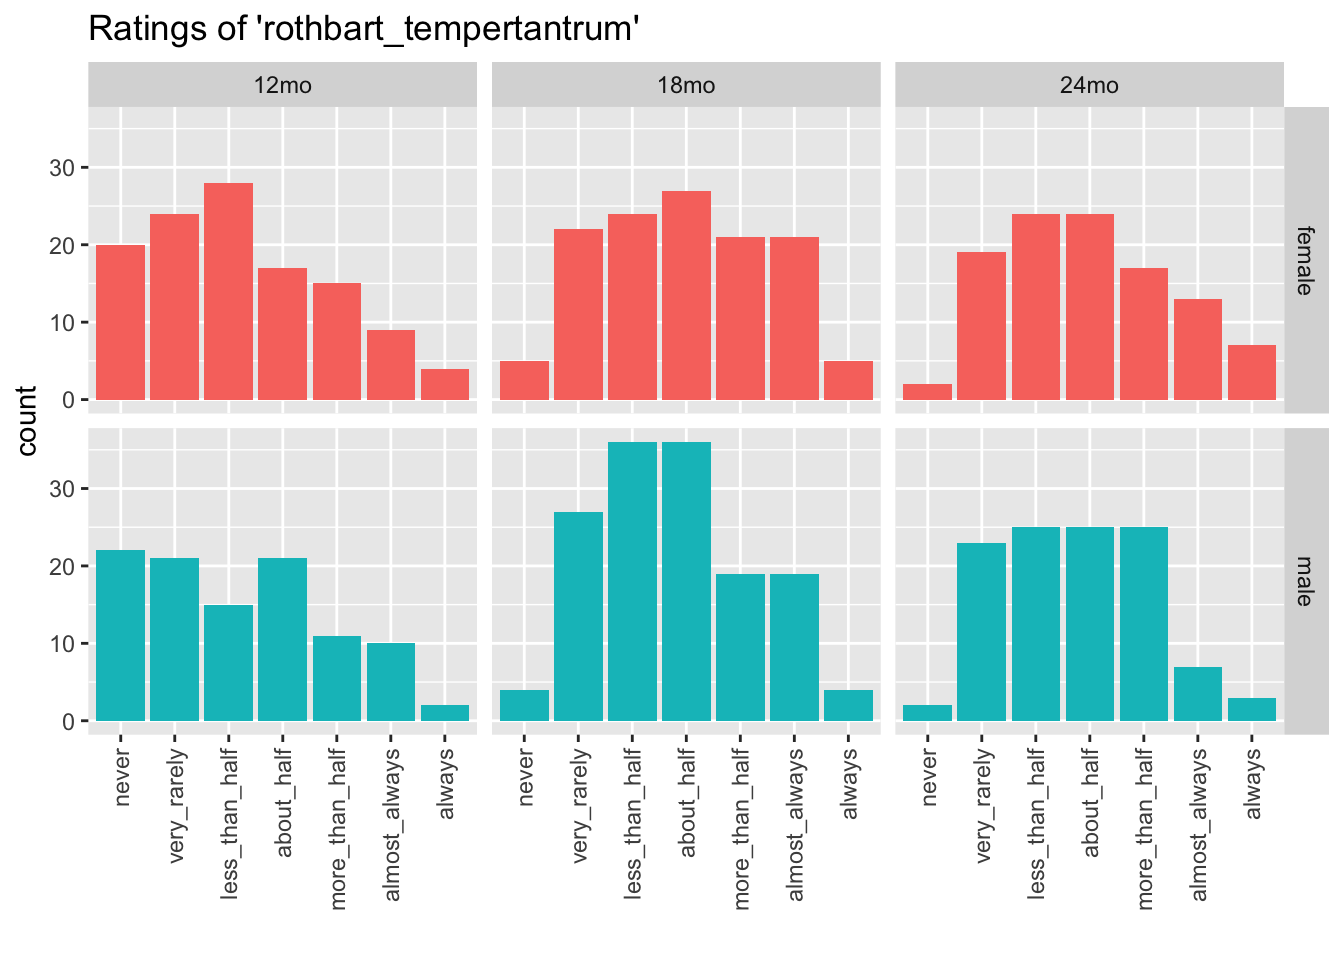 Ratings of 'rothbart_tempertantrum'
12mo
18mo
24mo
30
20
10
0
female
count
30
20
10
0
male
never
very_rarely
less_than_half
about_half
more_than_half
almost_always
always
never
very_rarely
less_than_half
about_half
more_than_half
almost_always
always
never
very_rarely
less_than_half
about_half
more_than_half
almost_always
always